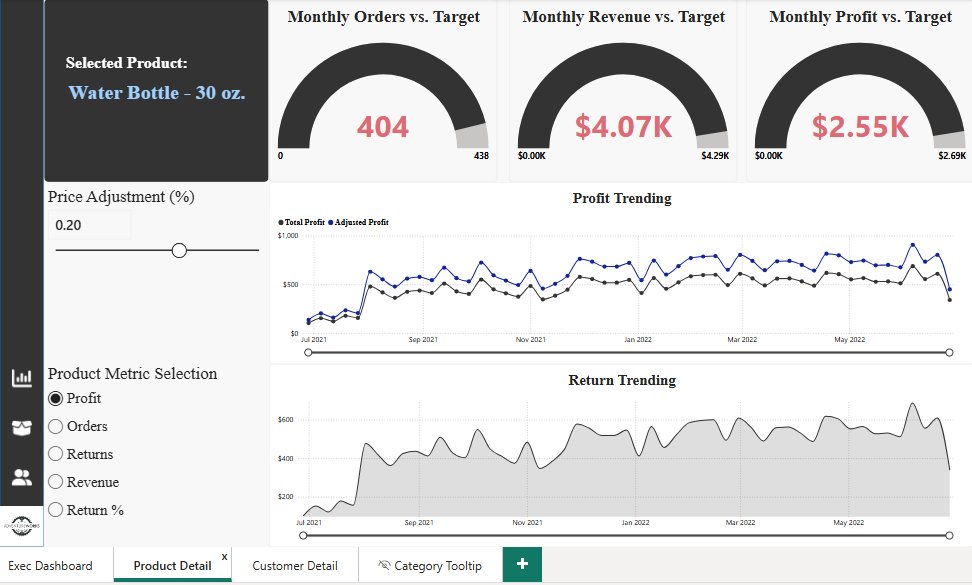 Selected Product:
Water Bottle - 30 oz.
Monthly Orders vs. Target
404
0
438
Monthly Revenue vs. Target
$4.07K
$0.00K
$4.29K
Monthly Profit vs. Target
$2.55K
$0.00K
$2.69K
Price Adjustment (%)
0.20
Profit Trending
Total Profit Adjusted Profit
$1,000
$500
$0
Jul 2021 Sep 2021 Nov 2021 Jan 2022 Mar 2022 May 2022
Product Metric Selection
Profit
Orders
Returns
Revenue
Return %
Return Trending
$600
$400
$200
Jul 2021 Sep 2021 Nov 2021 Jan 2022 Mar 2022 May 2022
ADVENTUREWORKS
Exec Dashboard
Product Detail x
Customer Detail
Category Tooltip
+